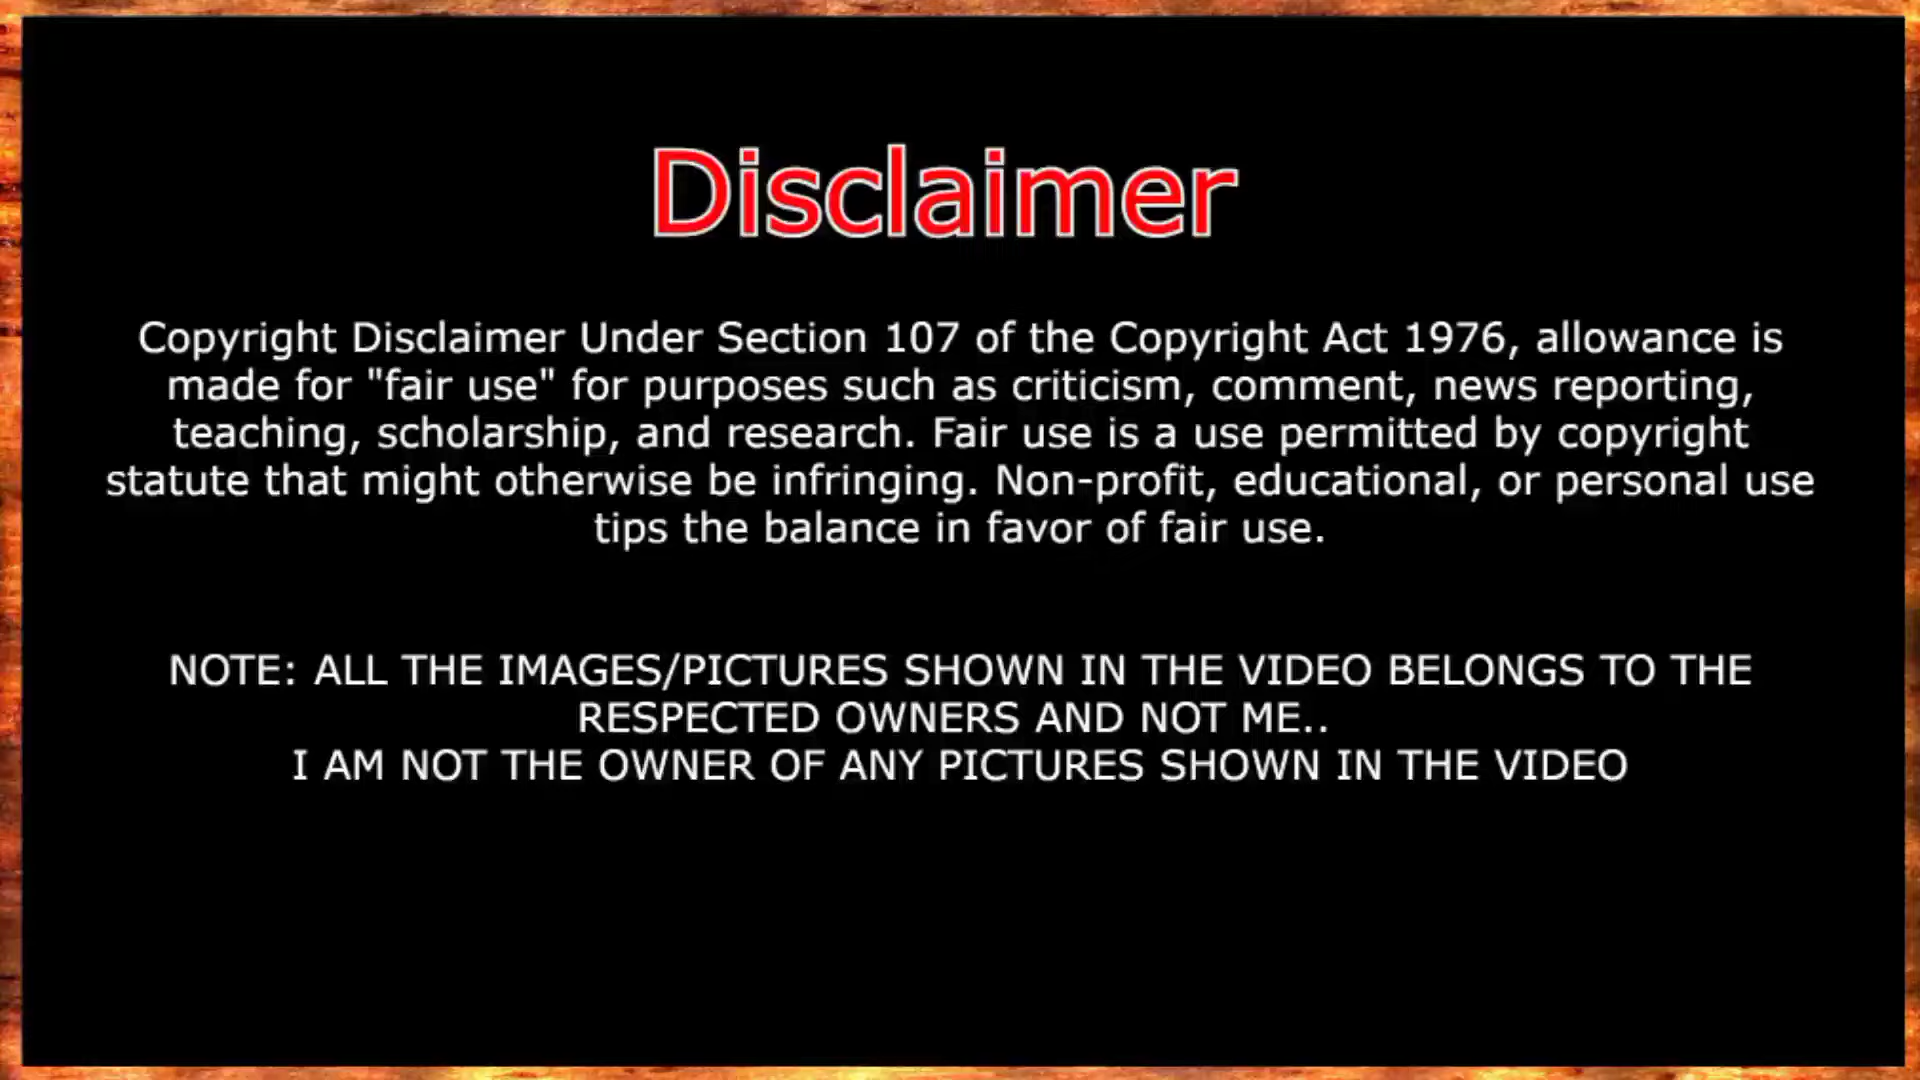 Disclaimer
Copyright Disclaimer Under Section 107 of the Copyright Act 1976, allowance is
made for "fair use" for purposes such as criticism, comment, news reporting,
teaching, scholarship, and research. Fair use is a use permitted by copyright
statute that might otherwise be infringing. Non-profit, educational, or personal use
tips the balance in favor of fair use.
NOTE: ALL THE IMAGES/PICTURES SHOWN IN THE VIDEO BELONGS TO THE
RESPECTED OWNERS AND NOT ME..
I AM NOT THE OWNER OF ANY PICTURES SHOWN IN THE VIDEO